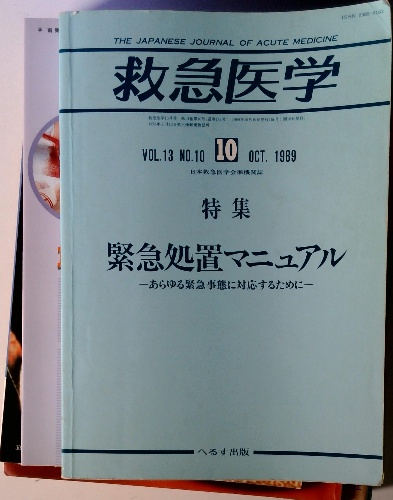 THE JAPANESE JOURNAL OF ACUTE MEDICINE
救急医学
VOL.13 NO.10 10 OCT. 1989
日本救急医学会準機関誌
特集
緊急処置マニュアル
―あらゆる緊急事態に対応するために―
へるす出版